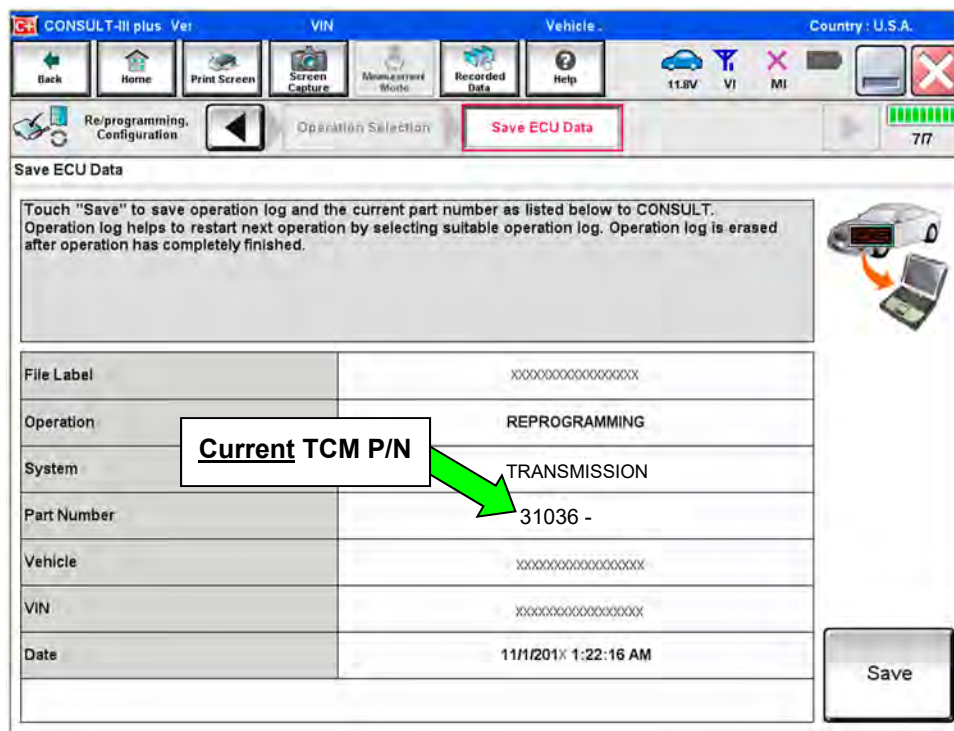 C+ CONSULT-III plus Ver VIN Vehicle . Country : U.S.A.
Back Home Print Screen Screen Capture Measurement Mode Recorded Data Help 11.8V VI MI
Re/programming, Configuration Operation Selection Save ECU Data 7/7
Save ECU Data
Touch "Save" to save operation log and the current part number as listed below to CONSULT.
Operation log helps to restart next operation by selecting suitable operation log. Operation log is erased
after operation has completely finished.
File Label XXXXXXXXXXXXXXXXX
Operation REPROGRAMMING
Current TCM P/N
System TRANSMISSION
Part Number 31036 -
Vehicle XXXXXXXXXXXXXXXXX
VIN XXXXXXXXXXXXXXXXX
Date 11/1/201X 1:22:16 AM
Save